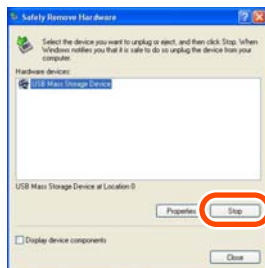 Safely Remove Hardware
Select the device you want to unplug or eject, and then click Stop. When
Windows notifies you that it is safe to do so unplug the device from your
computer.
Hardware devices:
USB Mass Storage Device
USB Mass Storage Device at Location 0
Properties
Stop
Display device components
Close